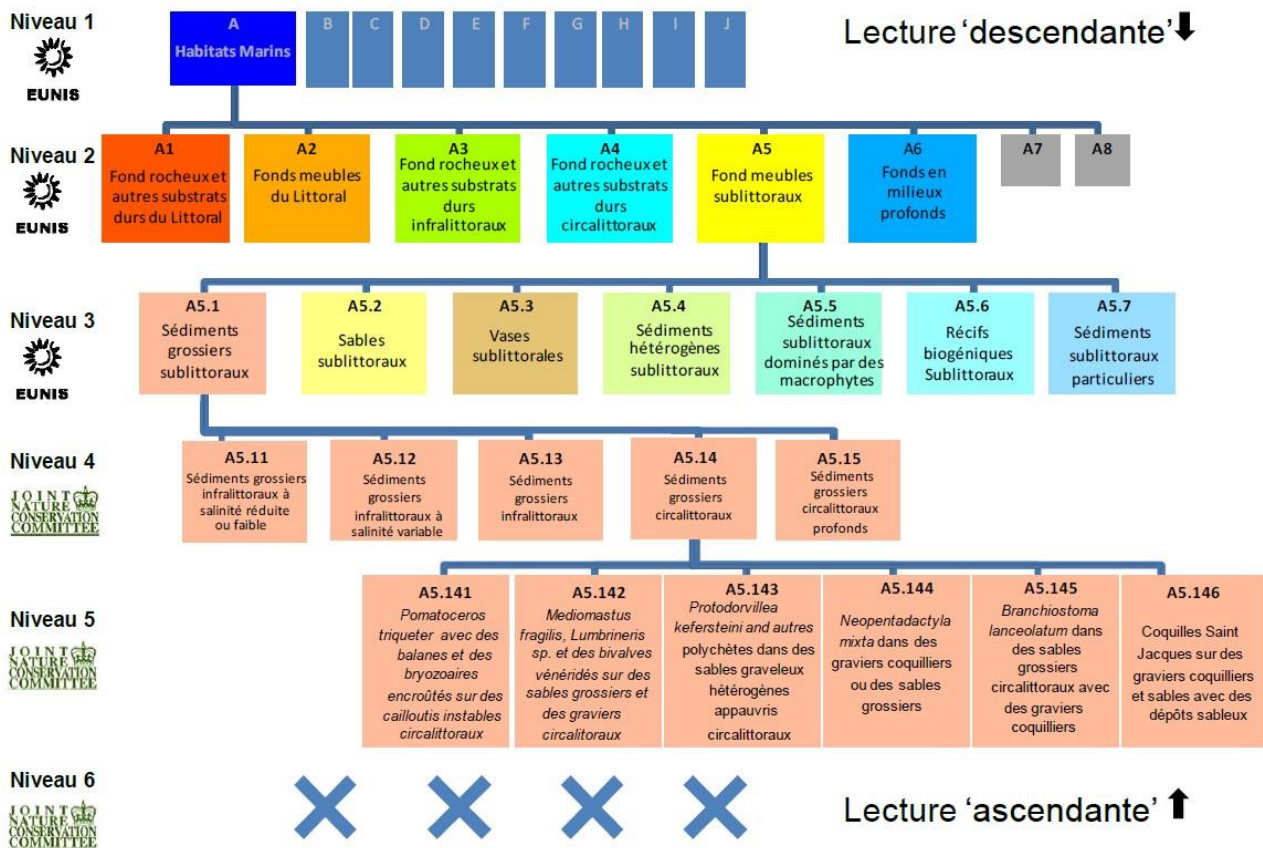 Niveau 1
EUNIS
A
Habitats Marins
B
C
D
E
F
G
H
I
J
Lecture 'descendante'
Niveau 2
EUNIS
A1
Fond rocheux et
autres substrats
durs du Littoral
A2
Fonds meubles
du Littoral
A3
Fond rocheux et
autres substrats
durs
infralittoraux
A4
Fond rocheux et
autres substrats
durs
circalittoraux
A5
Fond meubles
sublittoraux
A6
Fonds en
milieux
profonds
A7
A8
Niveau 3
EUNIS
A5.1
Sédiments
grossiers
sublittoraux
A5.2
Sables
sublittoraux
A5.3
Vases
sublittorales
A5.4
Sédiments
hétérogènes
sublittoraux
A5.5
Sédiments
sublittoraux
dominés par des
macrophytes
A5.6
Récifs
biogéniques
Sublittoraux
A5.7
Sédiments
sublittoraux
particuliers
Niveau 4
JOINT
NATURE
CONSERVATION
COMMITTEE
A5.11
Sédiments grossiers
infralittoraux à
salinité réduite
ou faible
A5.12
Sédiments
grossiers
infralittoraux à
salinité variable
A5.13
Sédiments
grossiers
infralittoraux
A5.14
Sédiments
grossiers
circalittoraux
A5.15
Sédiments
grossiers
circalittoraux
profonds
Niveau 5
JOINT
NATURE
CONSERVATION
COMMITTEE
A5.141
Pomatoceros
triqueter avec des
balanes et des
bryozoaires
encroûtés sur des
cailloutis instables
circalittoraux
A5.142
Mediomastus
fragilis, Lumbrineris
sp. et des bivalves
vénéridés sur des
sables grossiers et
des graviers
circalitoraux
A5.143
Protodorvillea
kefersteini and autres
polychètes dans des
sables graveleux
hétérogènes
appauvris
circalittoraux
A5.144
Neopentadactyla
mixta dans des
graviers coquilliers
ou des sables
grossiers
A5.145
Branchiostoma
lanceolatum dans
des sables
grossiers
circalittoraux avec
des graviers
coquilliers
A5.146
Coquilles Saint
Jacques sur des
graviers coquilliers
et sables avec des
dépôts sableux
Niveau 6
JOINT
NATURE
CONSERVATION
COMMITTEE
Lecture 'ascendante'